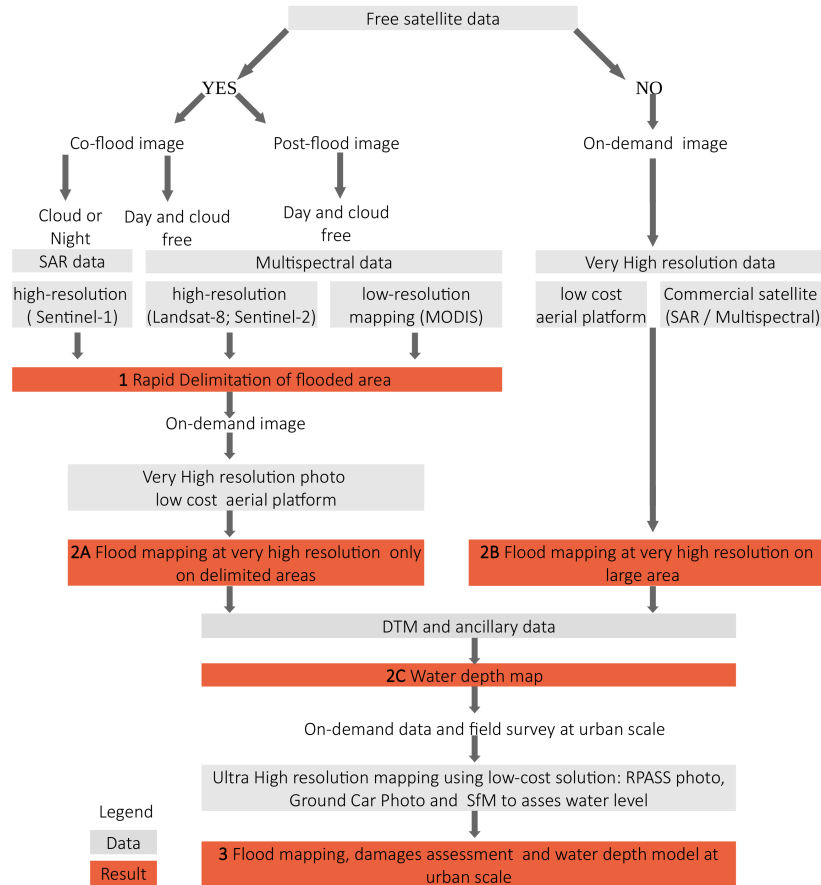 Free satellite data
YES
NO
Co-flood image
Post-flood image
On-demand image
Cloud or
Night
Day and cloud
free
Day and cloud
free
SAR data
Multispectral data
Very High resolution data
high-resolution
( Sentinel-1)
high-resolution
(Landsat-8; Sentinel-2)
low-resolution
mapping (MODIS)
low cost
aerial platform
Commercial satellite
(SAR / Multispectral)
1 Rapid Delimitation of flooded area
On-demand image
Very High resolution photo
low cost aerial platform
2A Flood mapping at very high resolution only
on delimited areas
2B Flood mapping at very high resolution on
large area
DTM and ancillary data
2C Water depth map
On-demand data and field survey at urban scale
Ultra High resolution mapping using low-cost solution: RPASS photo,
Ground Car Photo and SfM to asses water level
3 Flood mapping, damages assessment and water depth model at
urban scale
Legend
Data
Result